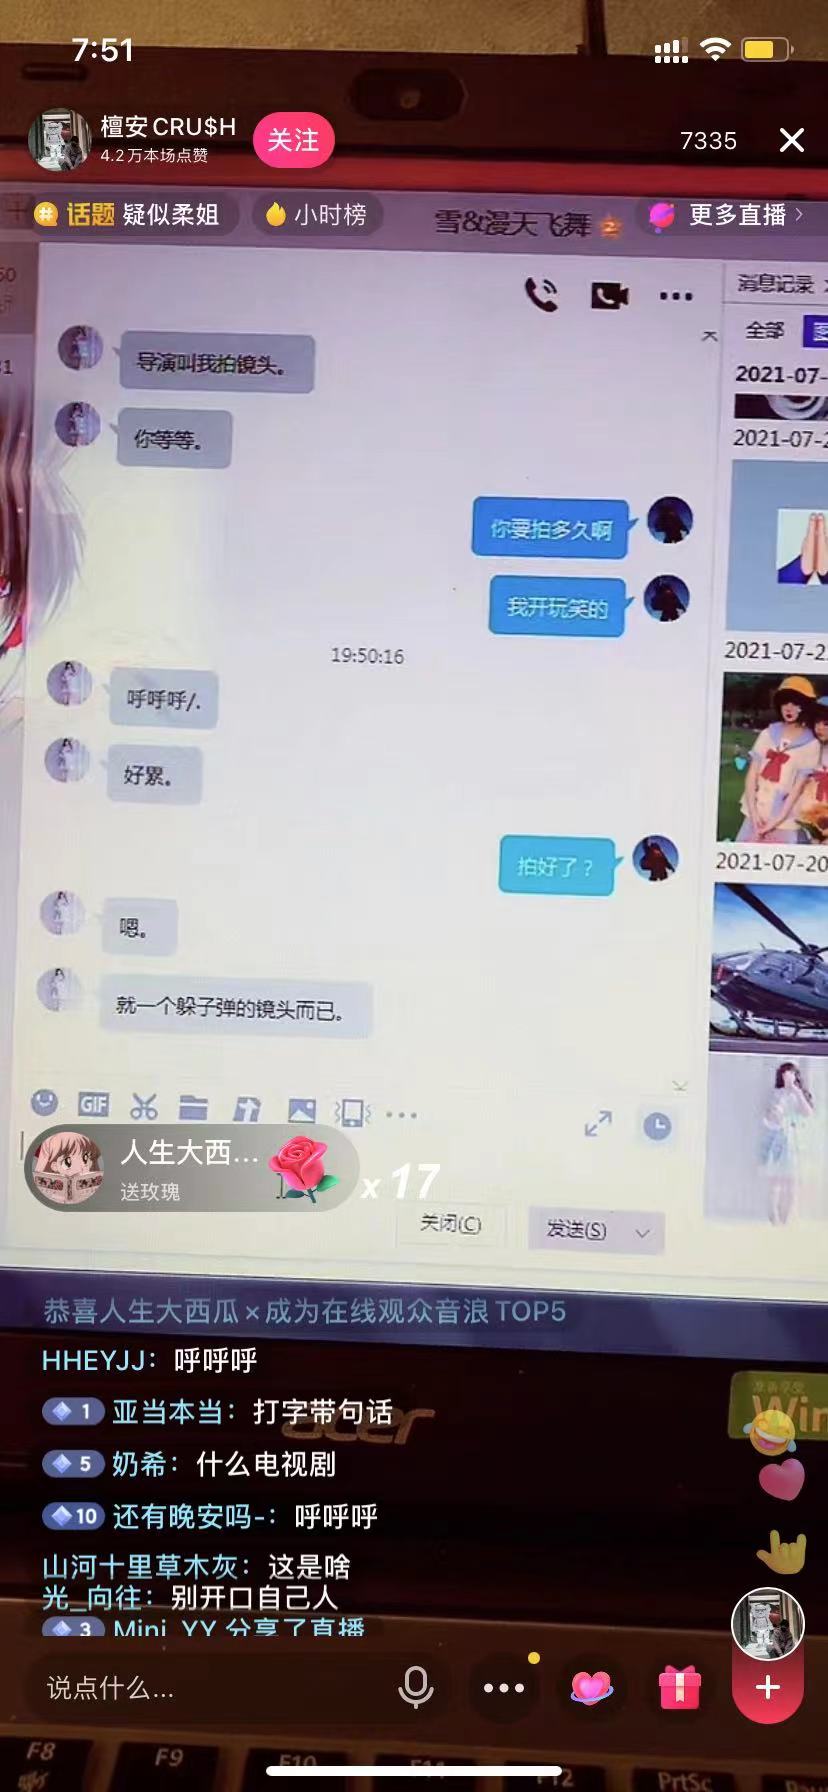 7:51
檀安CRU$H
4.2万本场点赞
关注
7335
话题 疑似柔姐
小时榜
雪&漫天飞舞
更多直播
消息记录
全部
导演叫我拍镜头。
2021-07-
你等等。
2021-07-2
你要拍多久啊
我开玩笑的
19:50:16
2021-07-2
呼呼呼/.
好累。
拍好了？
2021-07-20
嗯。
就一个躲子弹的镜头而已。
GIF
人生大西...
送玫瑰
x 17
关闭(C)
发送(S)
恭喜人生大西瓜×成为在线观众音浪TOP5
HHEYJJ：呼呼呼
1 亚当本当：打字带句话
acer
Win
5 奶希：什么电视剧
10 还有晚安吗-：呼呼呼
山河十里草木灰：这是啥
光_向往：别开口自己人
3 Mini_YY 分享了直播
说点什么...
F8
F9
F10
F11
F12
PrtSc